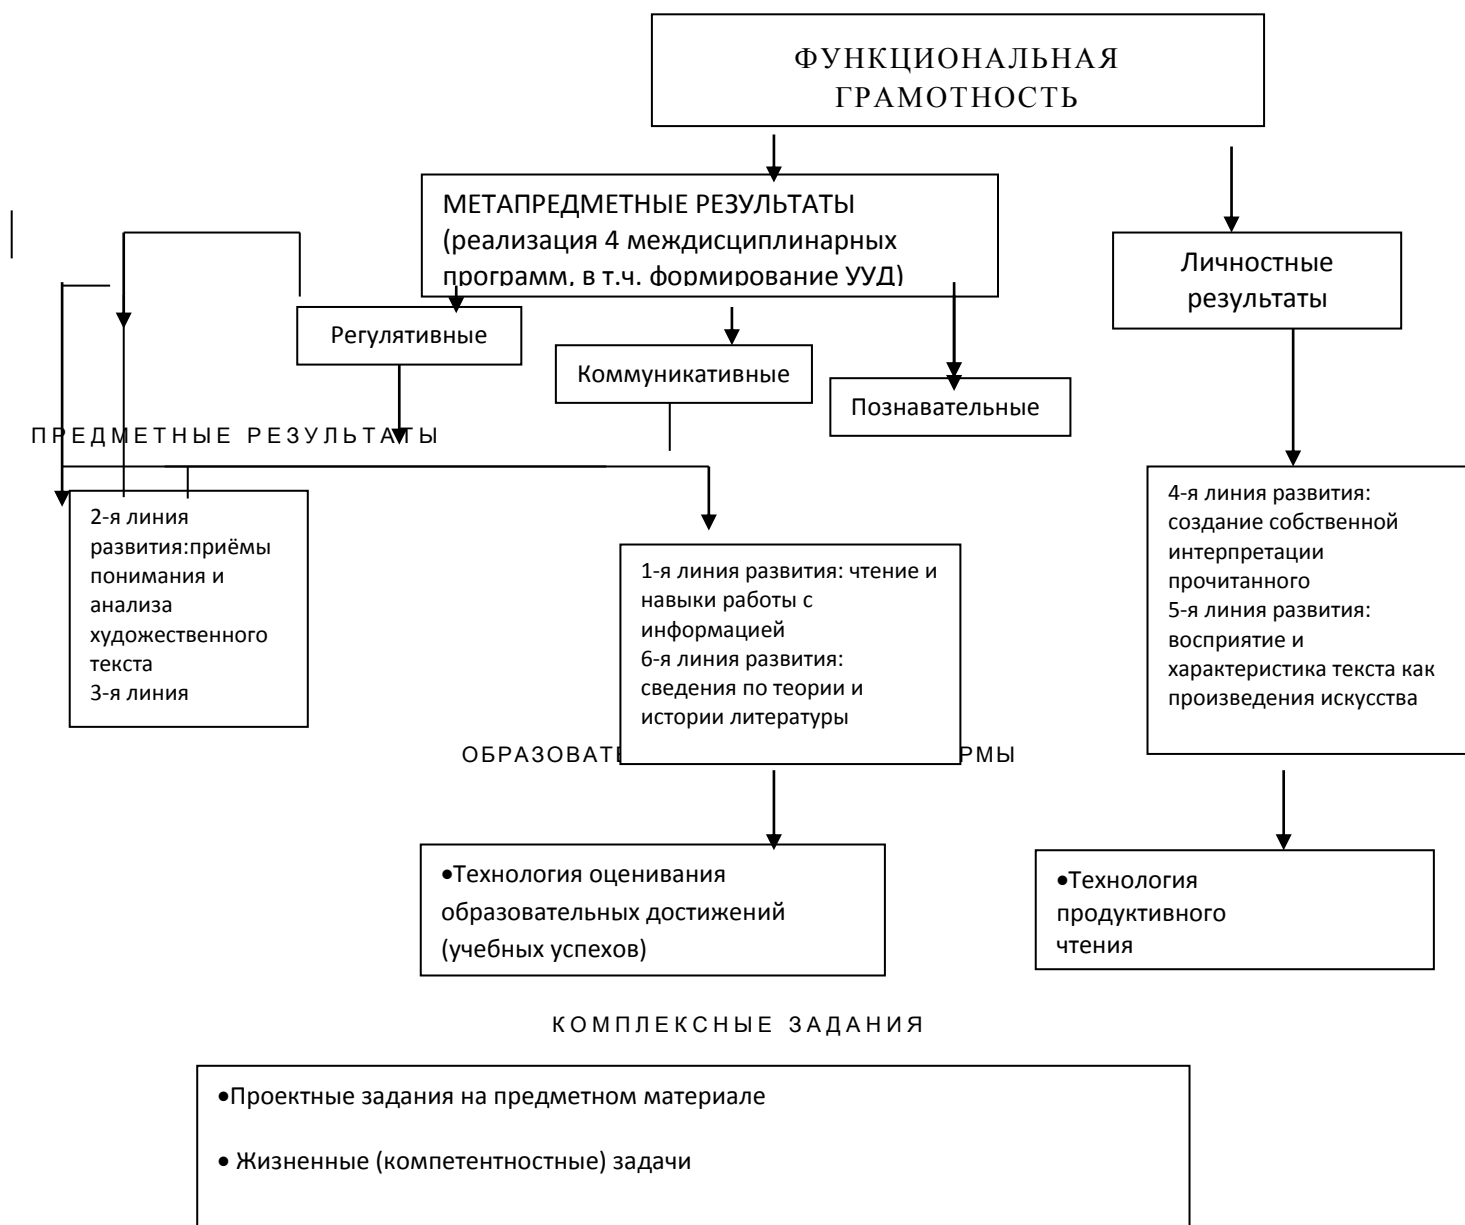 ФУНКЦИОНАЛЬНАЯ
ГРАМОТНОСТЬ
МЕТАПРЕДМЕТНЫЕ РЕЗУЛЬТАТЫ
(реализация 4 междисциплинарных
программ, в т.ч. формирование УУД)
Личностные
результаты
Регулятивные
Коммуникативные
Познавательные
ПРЕДМЕТНЫЕ РЕЗУЛЬТАТЫ
2-я линия
развития:приёмы
понимания и
анализа
художественного
текста
3-я линия
1-я линия развития: чтение и
навыки работы с
информацией
6-я линия развития:
сведения по теории и
истории литературы
4-я линия развития:
создание собственной
интерпретации
прочитанного
5-я линия развития:
восприятие и
характеристика текста как
произведения искусства
•Технология оценивания
образовательных достижений
(учебных успехов)
•Технология
продуктивного
чтения
КОМПЛЕКСНЫЕ ЗАДАНИЯ
•Проектные задания на предметном материале
• Жизненные (компетентностные) задачи